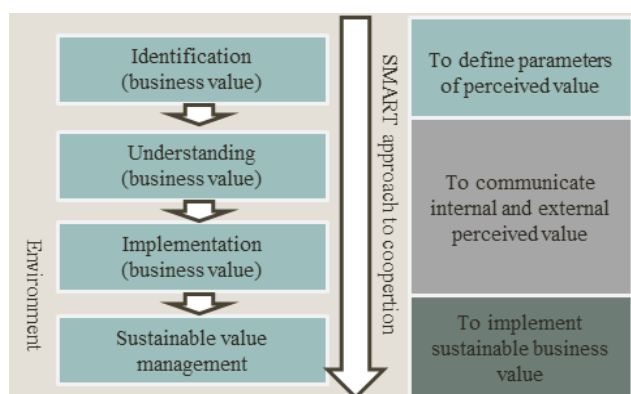 Identification
(business value)
Understanding
(business value)
Implementation
(business value)
Sustainable value
management
Environment
SMART approach to coopertion
To define parameters
of perceived value
To communicate
internal and external
perceived value
To implement
sustainable business
value